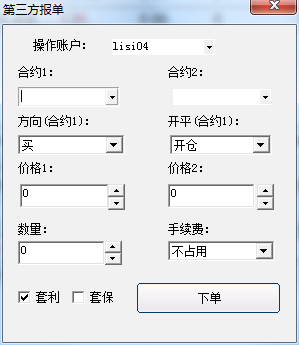 第三方报单
操作账户: lisi04
合约1: 合约2:
方向(合约1): 开平(合约1):
买 开仓
价格1: 价格2:
0 0
数量: 手续费:
0 不占用
套利 套保 下单